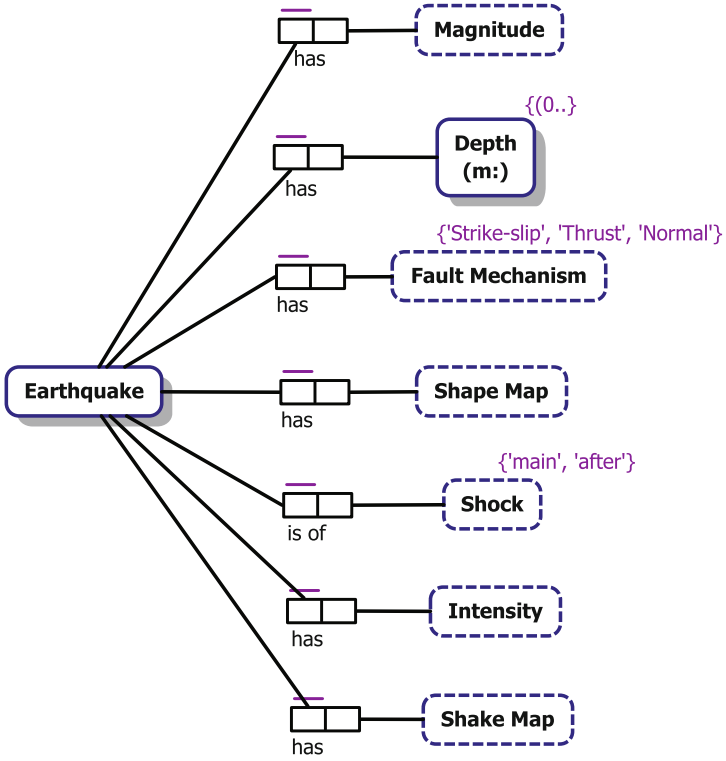 Magnitude
has
{(0..}
Depth
(m:)
has
{'Strike-slip', 'Thrust', 'Normal'}
Fault Mechanism
has
Earthquake
Shape Map
has
{'main', 'after'}
Shock
is of
Intensity
has
Shake Map
has